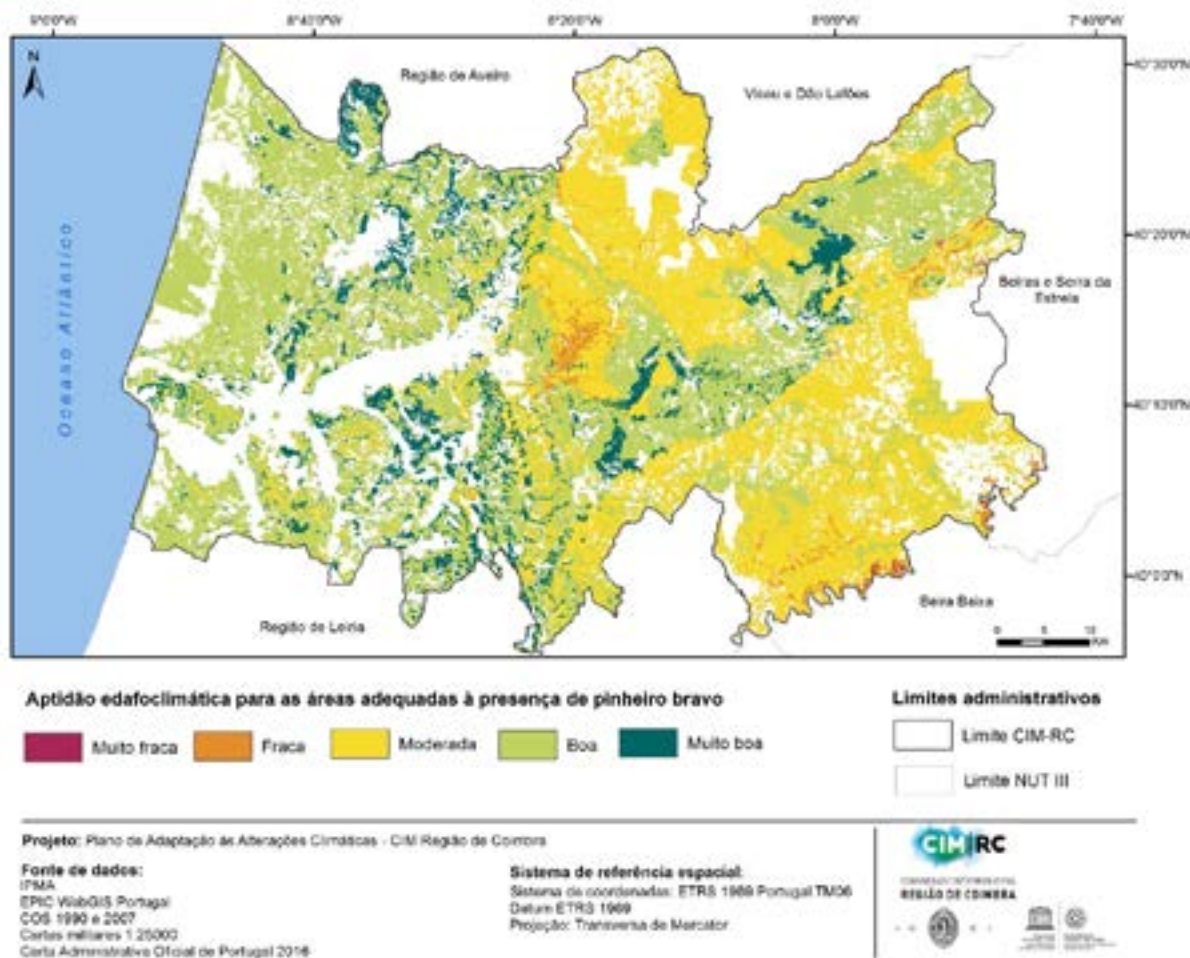 9°0'0"W 8°40'0"W 8°20'0"W 8°0'0"W 7°40'0"W
N
Região de Aveiro
Viseu e Dão Lafões
40°30'0"N
40°20'0"N
Beiras e Serra da
Estrela
Oceano Atlântico
40°10'0"N
40°0'0"N
Região de Leiria
Beira Baixa
0 5 10
Km
Aptidão edafoclimática para as áreas adequadas à presença de pinheiro bravo
Muito fraca Fraca Moderada Boa Muito boa
Limites administrativos
Limite CIM-RC
Limite NUT III
Projeto: Plano de Adaptação às Alterações Climáticas - CIM Região de Coimbra
Fonte de dados:
IPMA
EPIC WebGIS Portugal
COS 1990 e 2007
Cartas militares 1:25000
Carta Administrativa Oficial de Portugal 2016
Sistema de referência espacial:
Sistema de coordenadas: ETRS 1989 Portugal TM06
Datum ETRS 1989
Projeção: Transversa de Mercator
CIM RC
REGIÃO DE COIMBRA